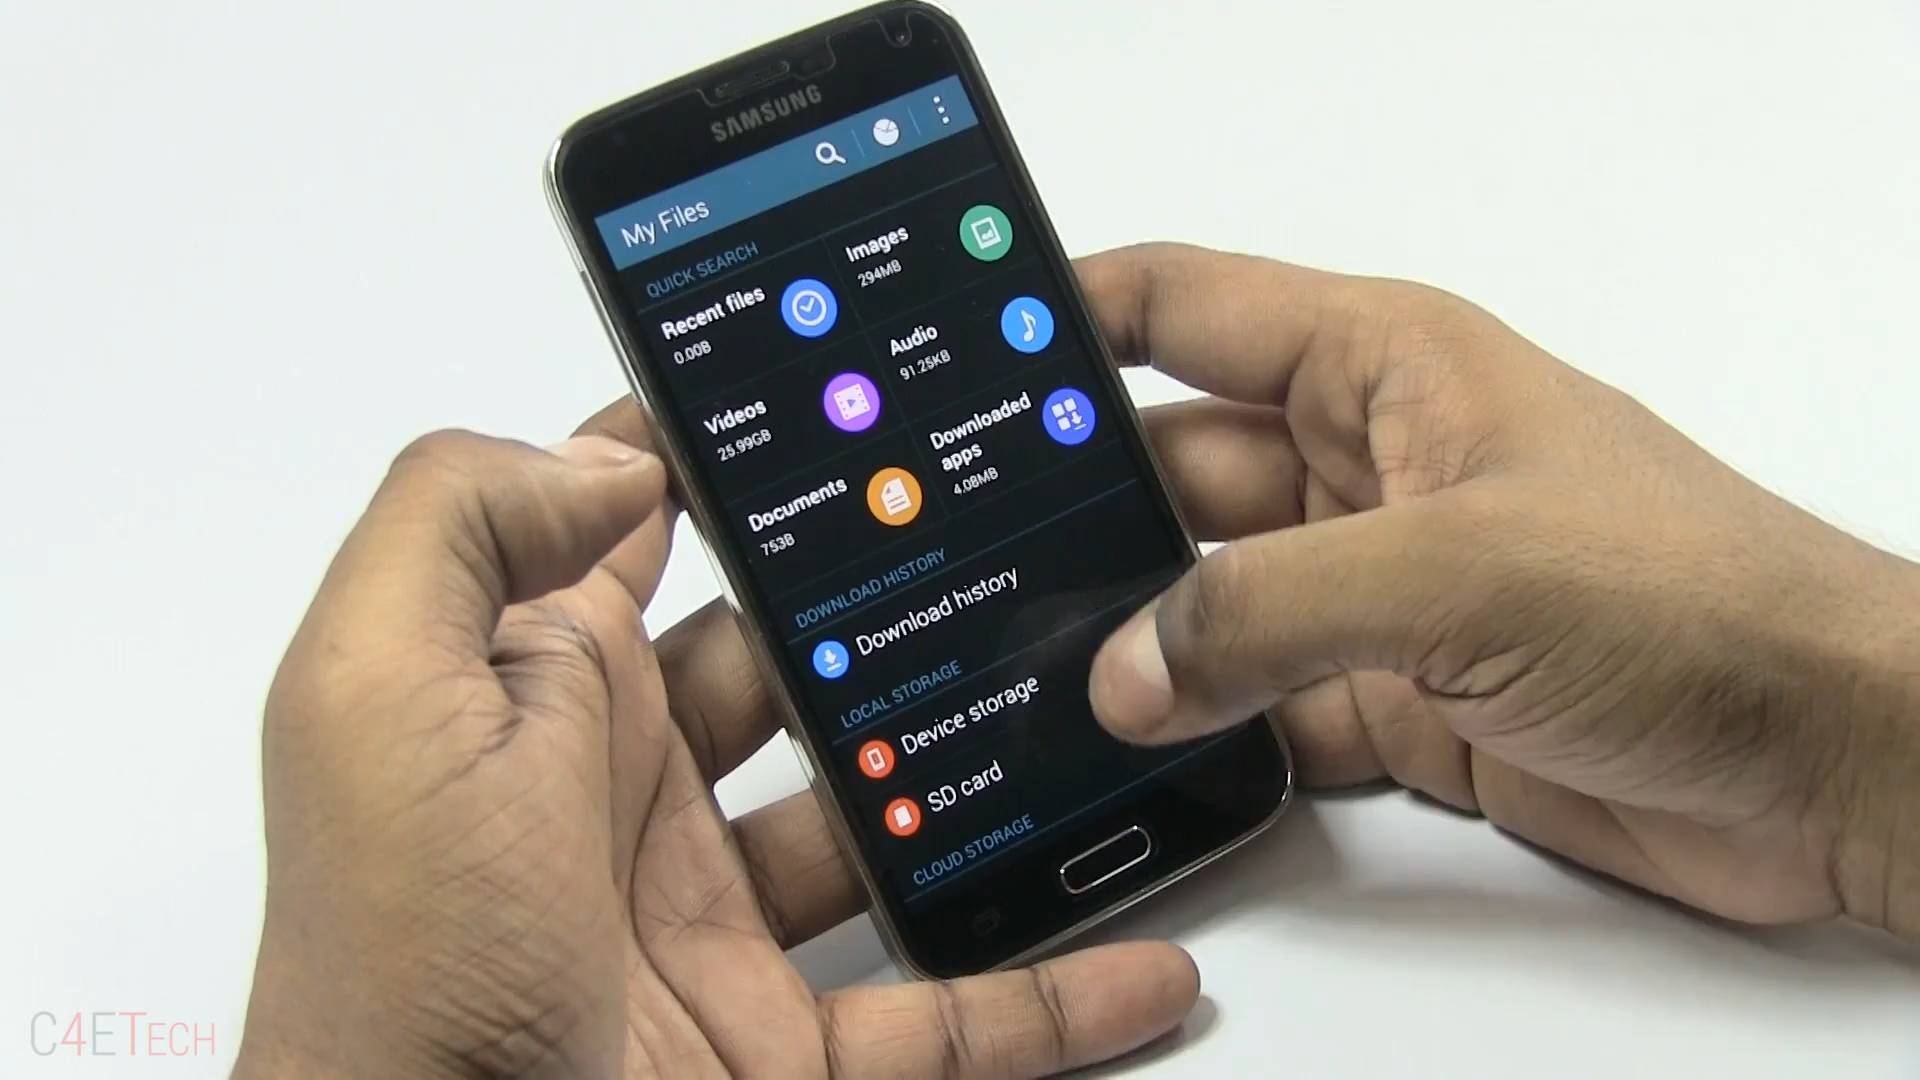 SAMSUNG
My Files
QUICK SEARCH
Recent files
0.00B
Images
294MB
Videos
25.99GB
Audio
91.25KB
Documents
753B
Downloaded
apps
4.08MB
DOWNLOAD HISTORY
Download history
LOCAL STORAGE
Device storage
SD card
CLOUD STORAGE
C4ETECH